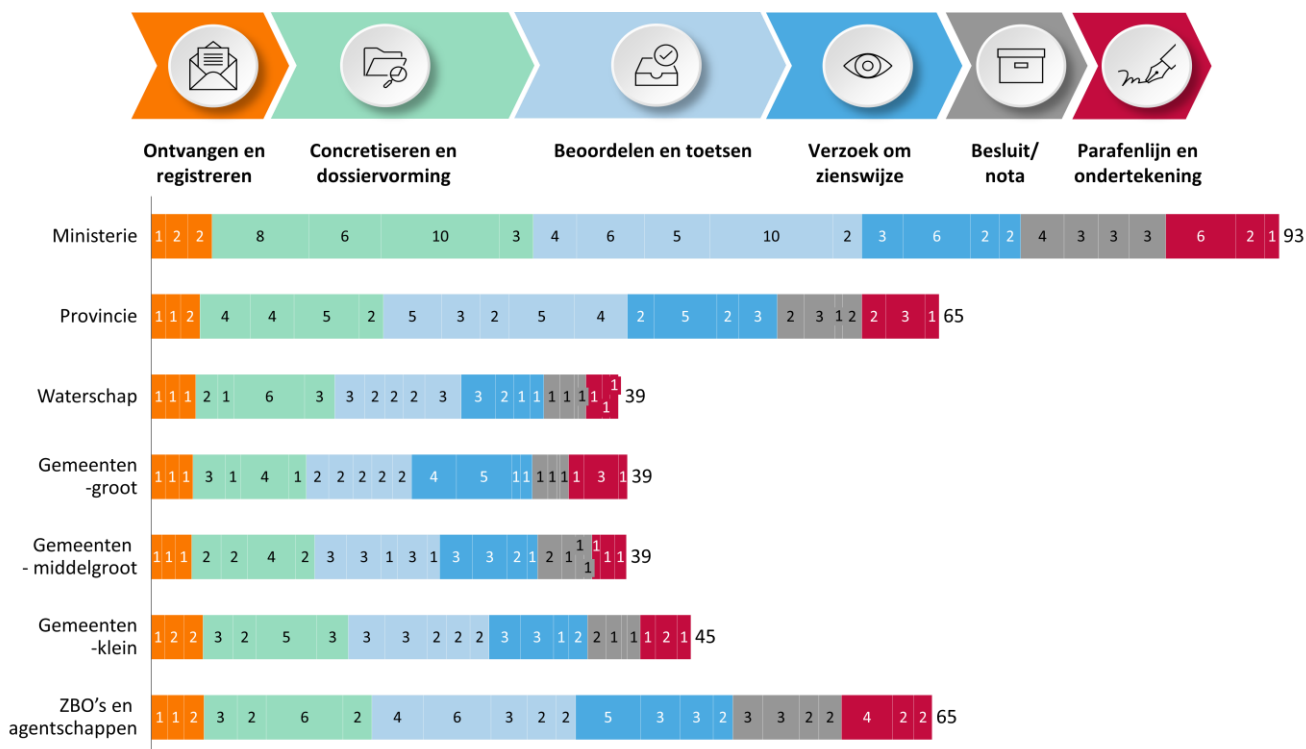 Ontvangen en
registreren
Concretiseren en
dossiervorming
Beoordelen en toetsen
Verzoek om
zienswijze
Besluit/
nota
Parafenlijn en
ondertekening
Ministerie 1 2 2 8 6 10 3 4 6 5 10 2 3 6 2 2 4 3 3 3 6 2 1 93
Provincie 1 1 2 4 4 5 2 5 3 2 5 4 2 5 2 3 2 3 1 2 2 3 1 65
Waterschap 1 1 1 2 1 6 3 3 2 2 2 3 3 2 1 1 1 1 1 1 1 1 39
Gemeenten
-groot
1 1 1 3 1 4 1 2 2 2 2 2 4 5 1 1 1 1 1 1 3 1 39
Gemeenten
- middelgroot
1 1 1 2 2 4 2 3 3 1 3 1 3 3 2 1 2 1 1 1 1 1 1 39
Gemeenten
-klein
1 2 2 3 2 5 3 3 3 2 2 2 3 3 1 2 2 1 1 1 2 1 45
ZBO's en
agentschappen
1 1 2 3 2 6 2 4 6 3 2 2 5 3 3 2 3 3 2 2 4 2 2 65